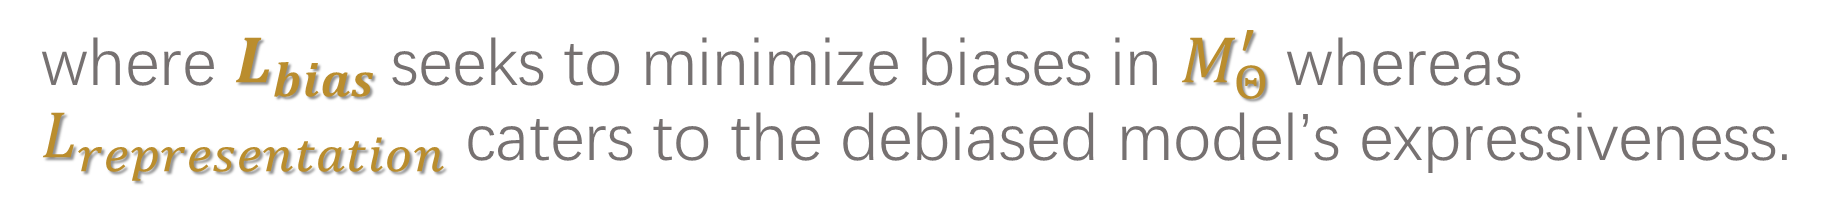 where L_bias seeks to minimize biases in M′_Θ whereas
L_representation caters to the debiased model’s expressiveness.